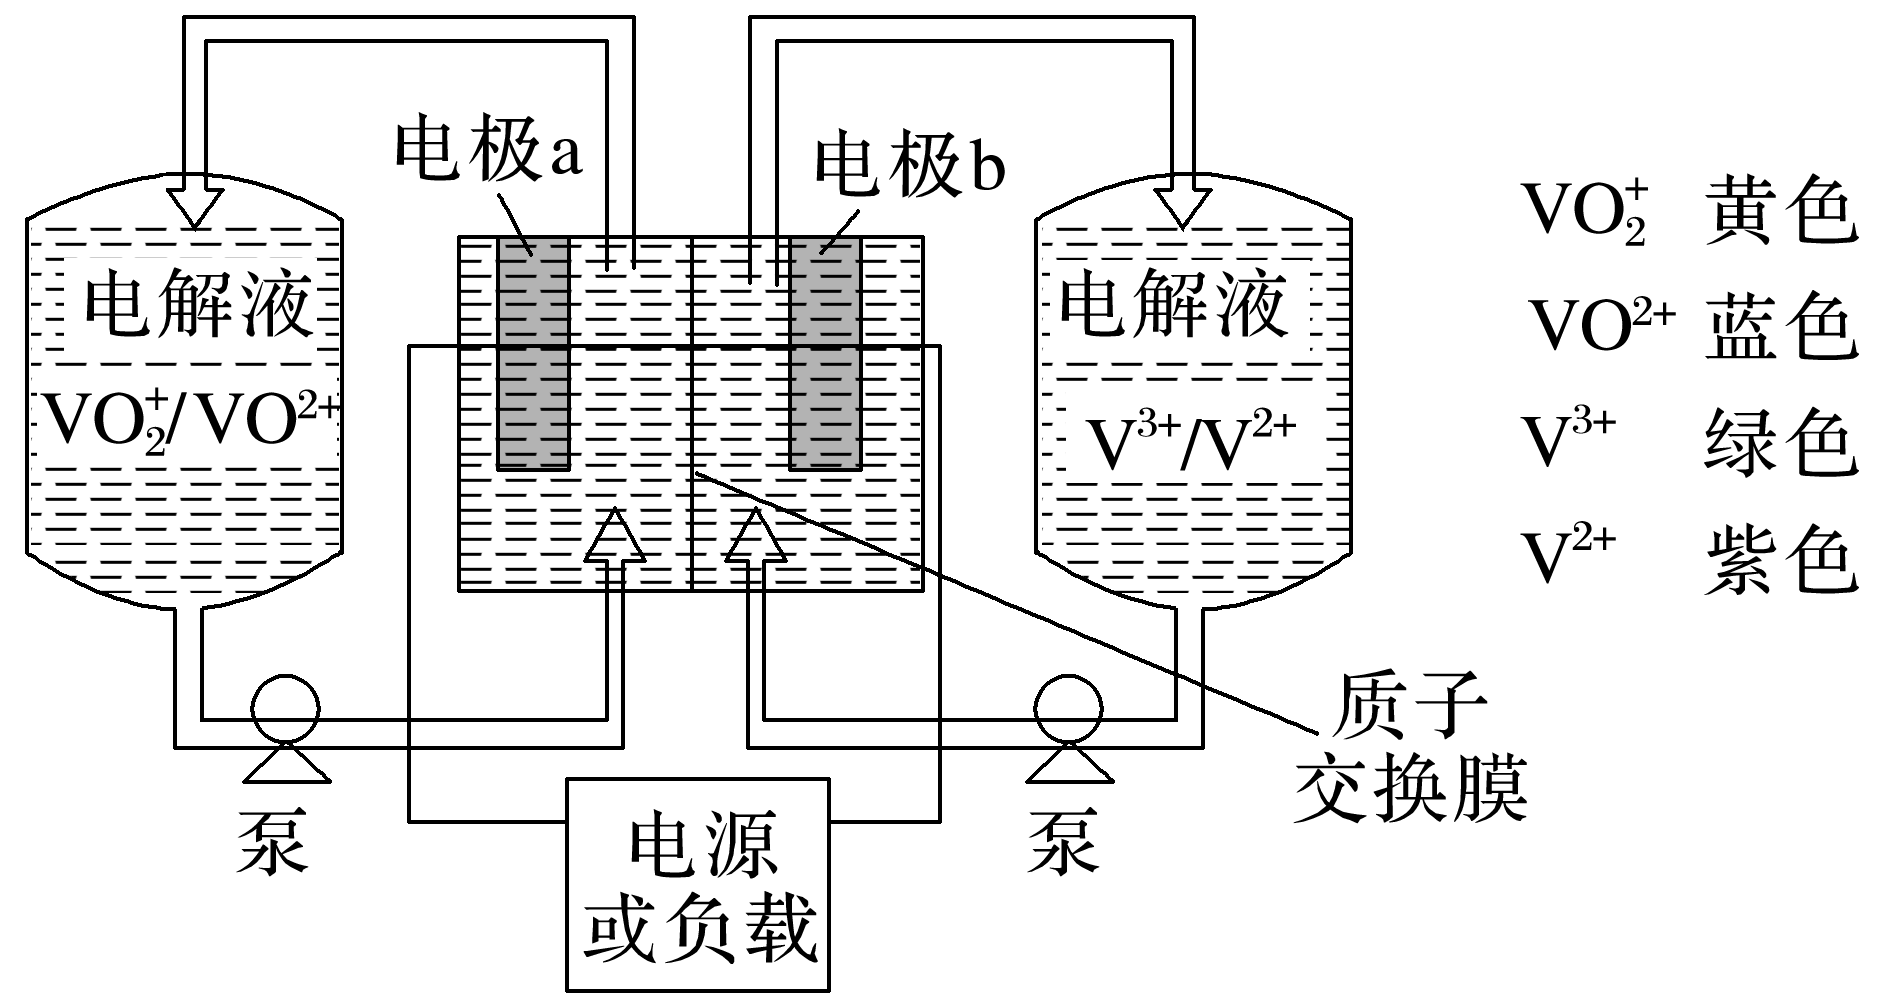 电极a
电极b
电解液
VO₂⁺/VO²⁺
电解液
V³⁺/V²⁺
VO₂⁺ 黄色
VO²⁺ 蓝色
V³⁺ 绿色
V²⁺ 紫色
质子
交换膜
泵
泵
电源
或负载